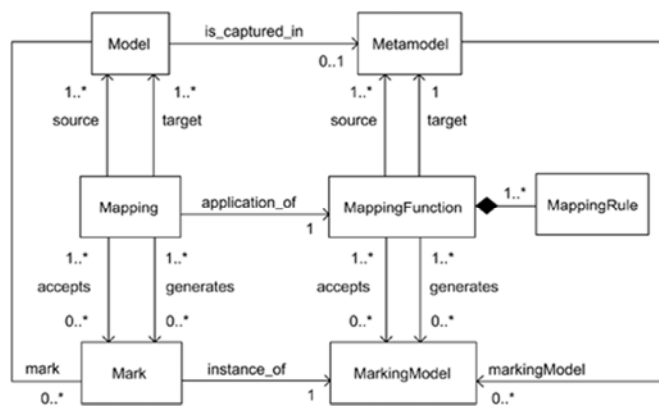 is_captured_in
Model
Metamodel
0..1
1..*
1..*
1..*
1
source
target
source
target
Mapping
application_of
MappingFunction
1..*
MappingRule
1
1..*
1..*
1..*
1..*
accepts
generates
accepts
generates
0..*
0..*
0..*
0..*
mark
Mark
instance_of
MarkingModel
markingModel
0..*
1
0..*